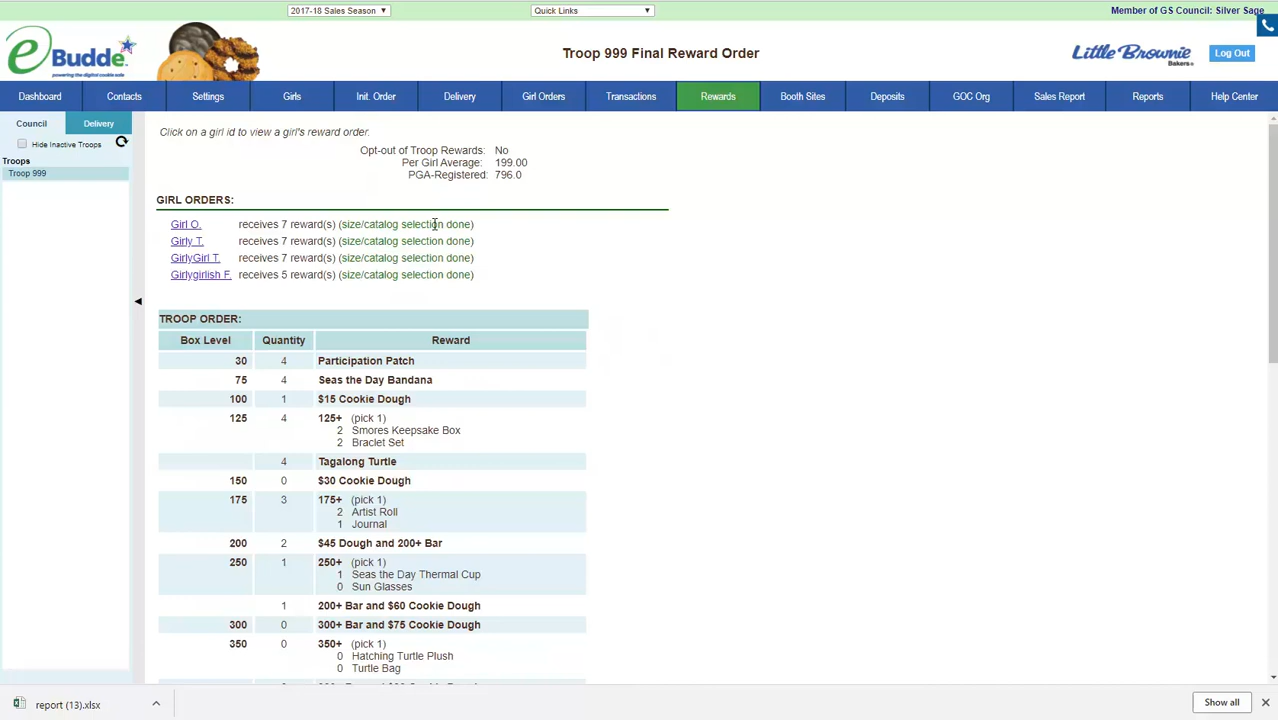 2017-18 Sales Season ▼
Quick Links ▼
Member of GS Council: Silver Sage
eBudde
powering the digital cookie sale
Troop 999 Final Reward Order
Little Brownie
Bakers
Log Out
Dashboard Contacts Settings Girls Init. Order Delivery Girl Orders Transactions Rewards Booth Sites Deposits GOC Org Sales Report Reports Help Center
Council Delivery
Hide Inactive Troops
Troops
Troop 999
Click on a girl id to view a girl's reward order.
Opt-out of Troop Rewards: No
Per Girl Average: 199.00
PGA-Registered: 796.0
GIRL ORDERS:
Girl O. receives 7 reward(s) (size/catalog selection done)
Girly T. receives 7 reward(s) (size/catalog selection done)
GirlyGirl T. receives 7 reward(s) (size/catalog selection done)
Girlygirlish F. receives 5 reward(s) (size/catalog selection done)
TROOP ORDER:
Box Level Quantity Reward
30 4 Participation Patch
75 4 Seas the Day Bandana
100 1 $15 Cookie Dough
125 4 125+ (pick 1)
2 Smores Keepsake Box
2 Braclet Set
4 Tagalong Turtle
150 0 $30 Cookie Dough
175 3 175+ (pick 1)
2 Artist Roll
1 Journal
200 2 $45 Dough and 200+ Bar
250 1 250+ (pick 1)
1 Seas the Day Thermal Cup
0 Sun Glasses
1 200+ Bar and $60 Cookie Dough
300 0 300+ Bar and $75 Cookie Dough
350 0 350+ (pick 1)
0 Hatching Turtle Plush
0 Turtle Bag
report (13).xlsx
Show all